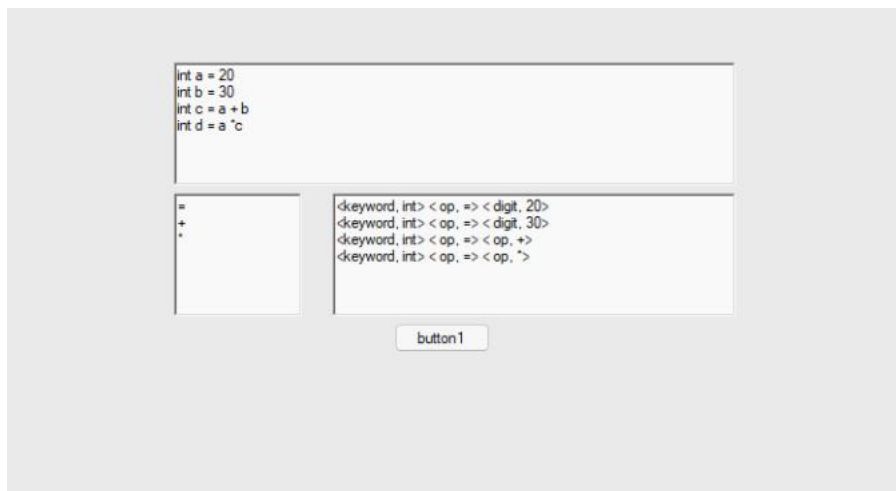 int a = 20
int b = 30
int c = a + b
int d = a *c
=
+
*
<keyword, int> < op, => < digit, 20>
<keyword, int> < op, => < digit, 30>
<keyword, int> < op, => < op, +>
<keyword, int> < op, => < op, *>
button1